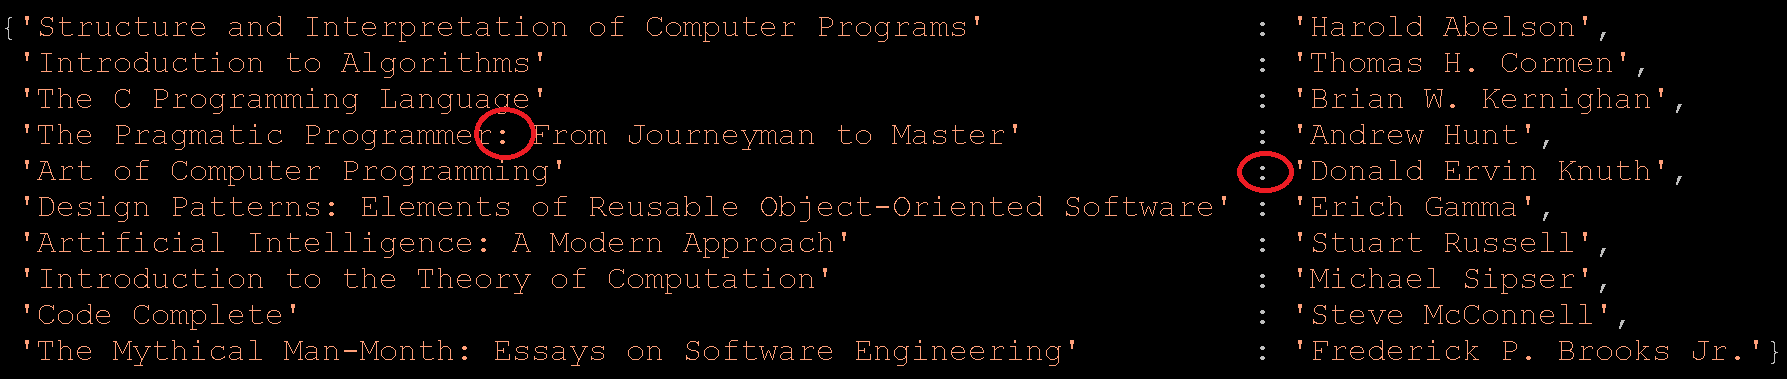 {'Structure and Interpretation of Computer Programs' : 'Harold Abelson',
'Introduction to Algorithms' : 'Thomas H. Cormen',
'The C Programming Language' : 'Brian W. Kernighan',
'The Pragmatic Programmer: From Journeyman to Master' : 'Andrew Hunt',
'Art of Computer Programming' : 'Donald Ervin Knuth',
'Design Patterns: Elements of Reusable Object-Oriented Software' : 'Erich Gamma',
'Artificial Intelligence: A Modern Approach' : 'Stuart Russell',
'Introduction to the Theory of Computation' : 'Michael Sipser',
'Code Complete' : 'Steve McConnell',
'The Mythical Man-Month: Essays on Software Engineering' : 'Frederick P. Brooks Jr.'}